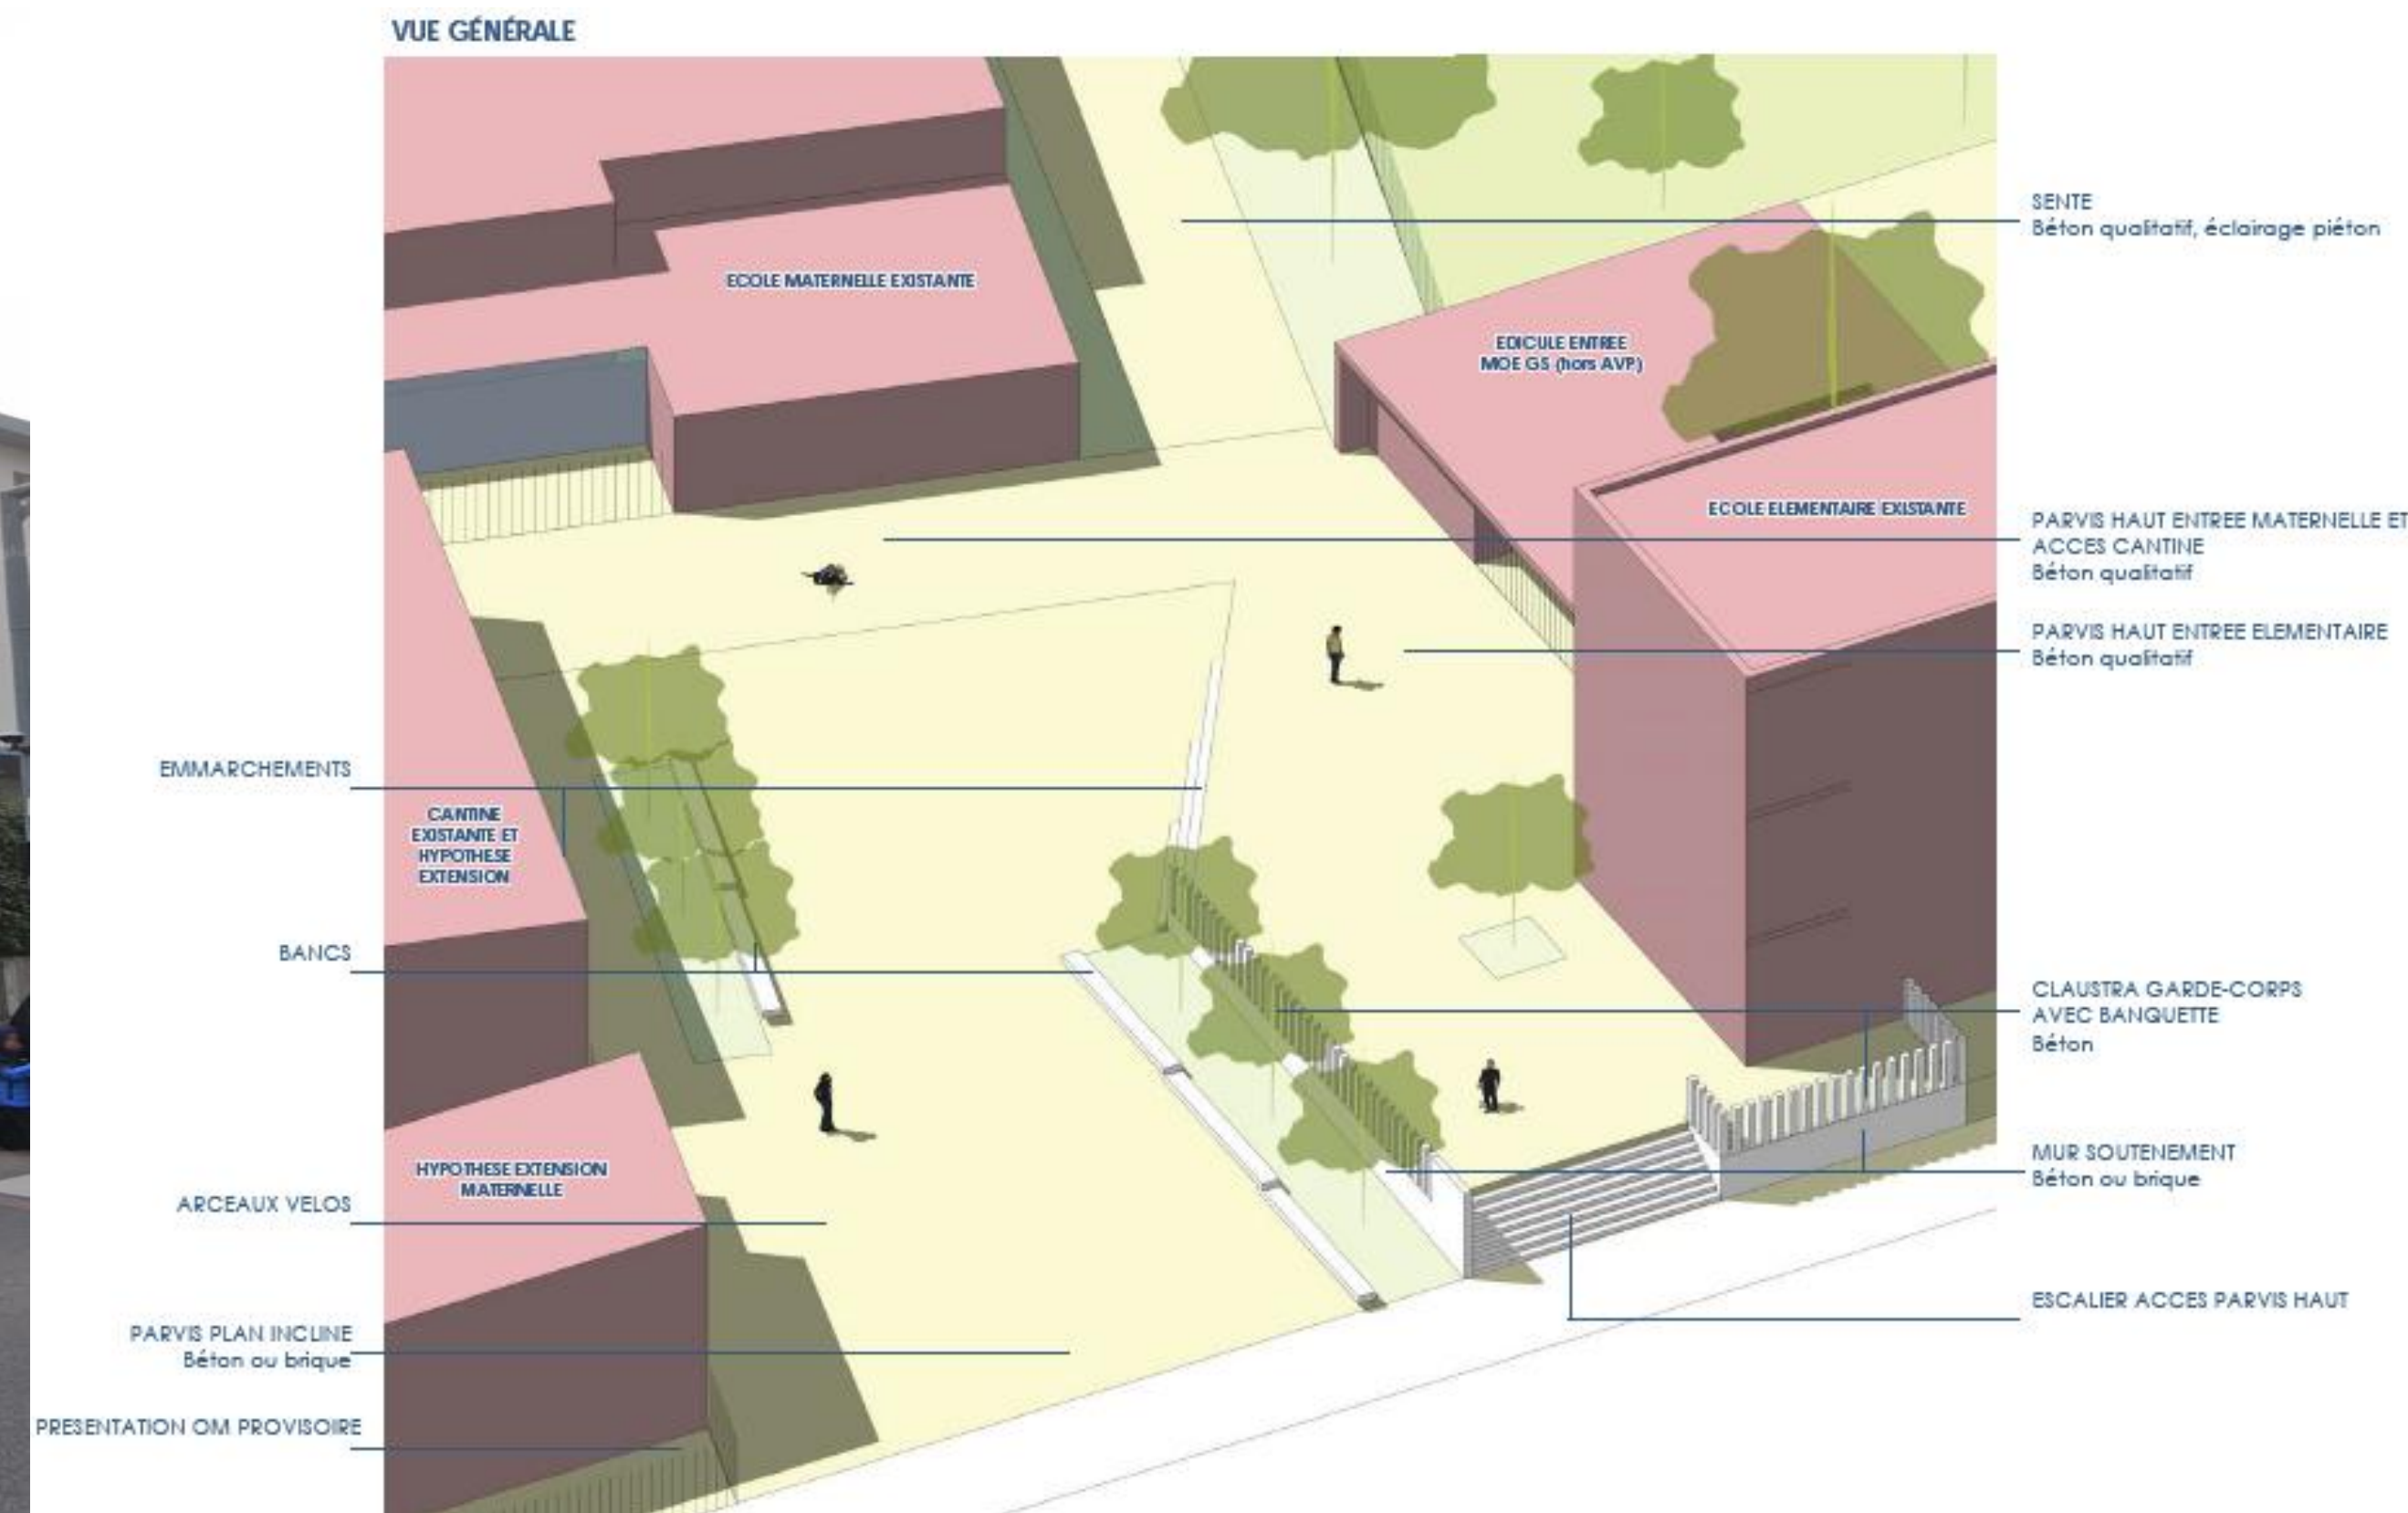 VUE GÉNÉRALE
SENTE
Béton qualitatif, éclairage piéton
ECOLE MATERNELLE EXISTANTE
EDICULE ENTREE
MOE GS (hors AVP)
ECOLE ELEMENTAIRE EXISTANTE
PARVIS HAUT ENTREE MATERNELLE ET
ACCES CANTINE
Béton qualitatif
PARVIS HAUT ENTREE ELEMENTAIRE
Béton qualitatif
EMMARCHEMENTS
CANTINE
EXISTANTE ET
HYPOTHESE
EXTENSION
BANCS
CLAUSTRA GARDE-CORPS
AVEC BANQUETTE
Béton
MUR SOUTENEMENT
Béton ou brique
HYPOTHESE EXTENSION
MATERNELLE
ARCEAUX VELOS
ESCALIER ACCES PARVIS HAUT
PARVIS PLAN INCLINE
Béton ou brique
PRESENTATION OM PROVISOIRE